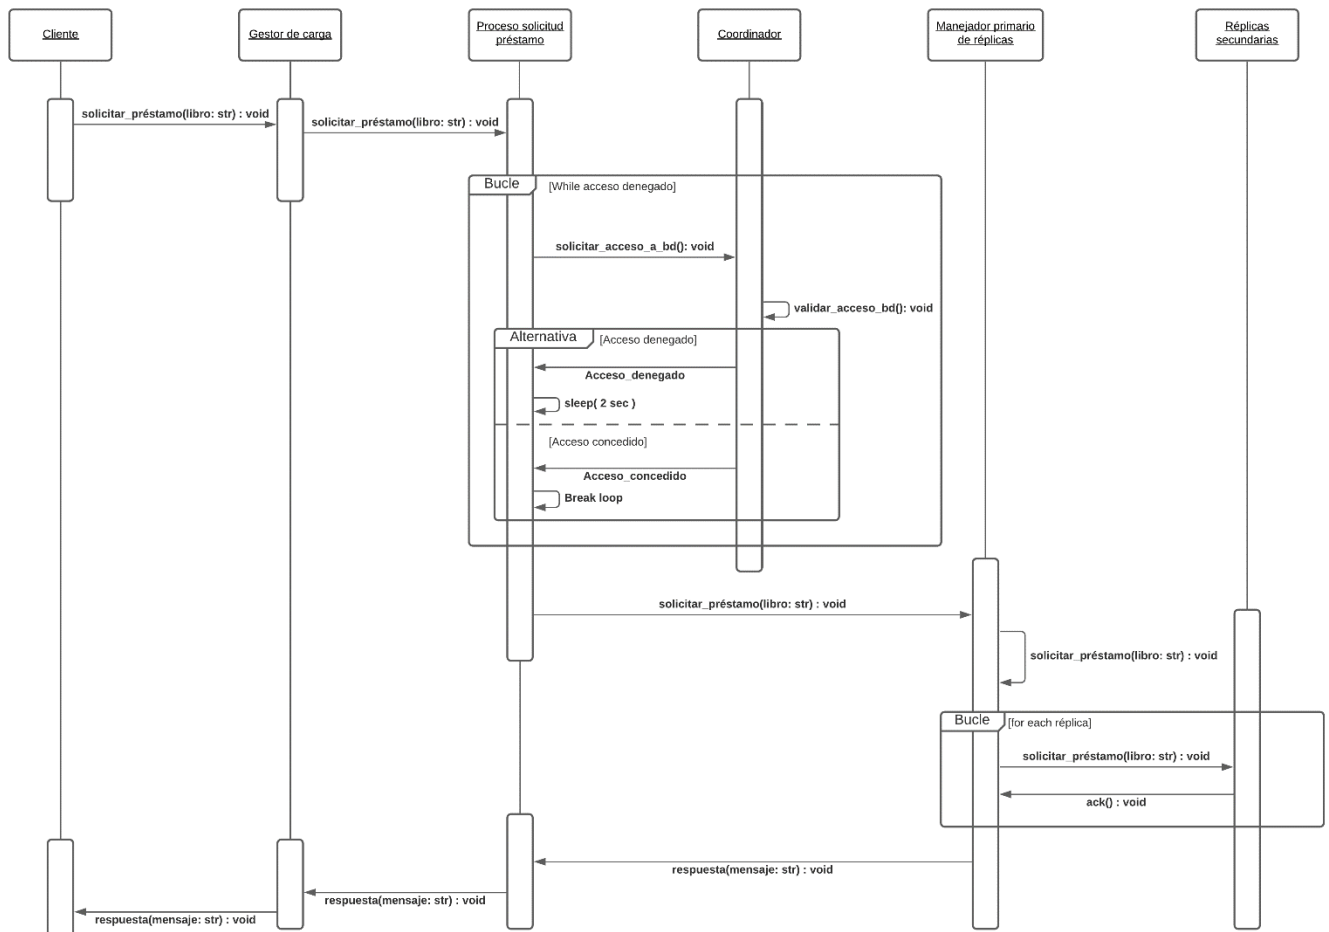 Cliente
Gestor de carga
Proceso solicitud
préstamo
Coordinador
Manejador primario
de réplicas
Réplicas
secundarias
solicitar_préstamo(libro: str) : void
solicitar_préstamo(libro: str) : void
Bucle
[While acceso denegado]
solicitar_acceso_a_bd(): void
validar_acceso_bd(): void
Alternativa
[Acceso denegado]
Acceso_denegado
sleep( 2 sec )
[Acceso concedido]
Acceso_concedido
Break loop
solicitar_préstamo(libro: str) : void
solicitar_préstamo(libro: str) : void
Bucle
[for each réplica]
solicitar_préstamo(libro: str) : void
ack() : void
respuesta(mensaje: str) : void
respuesta(mensaje: str) : void
respuesta(mensaje: str) : void